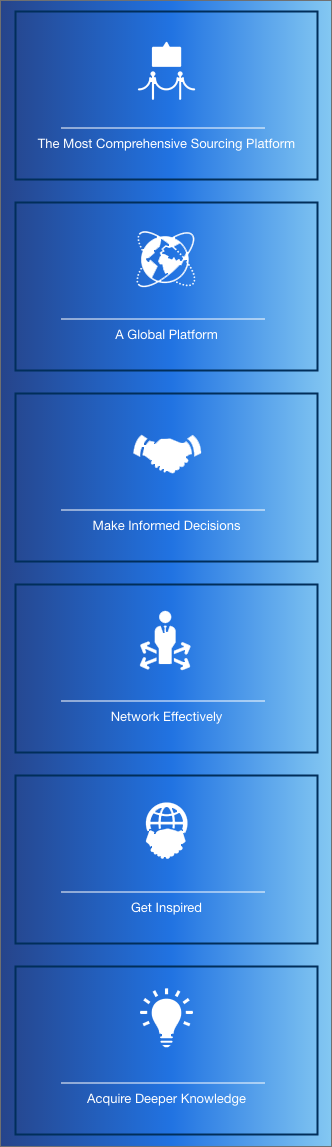 The Most Comprehensive Sourcing Platform
A Global Platform
Make Informed Decisions
Network Effectively
Get Inspired
Acquire Deeper Knowledge